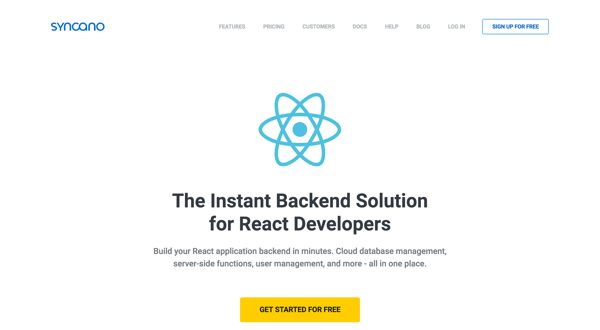 SYNCANO
FEATURES PRICING CUSTOMERS DOCS HELP BLOG LOG IN SIGN UP FOR FREE
The Instant Backend Solution
for React Developers
Build your React application backend in minutes. Cloud database management,
server-side functions, user management, and more - all in one place.
GET STARTED FOR FREE